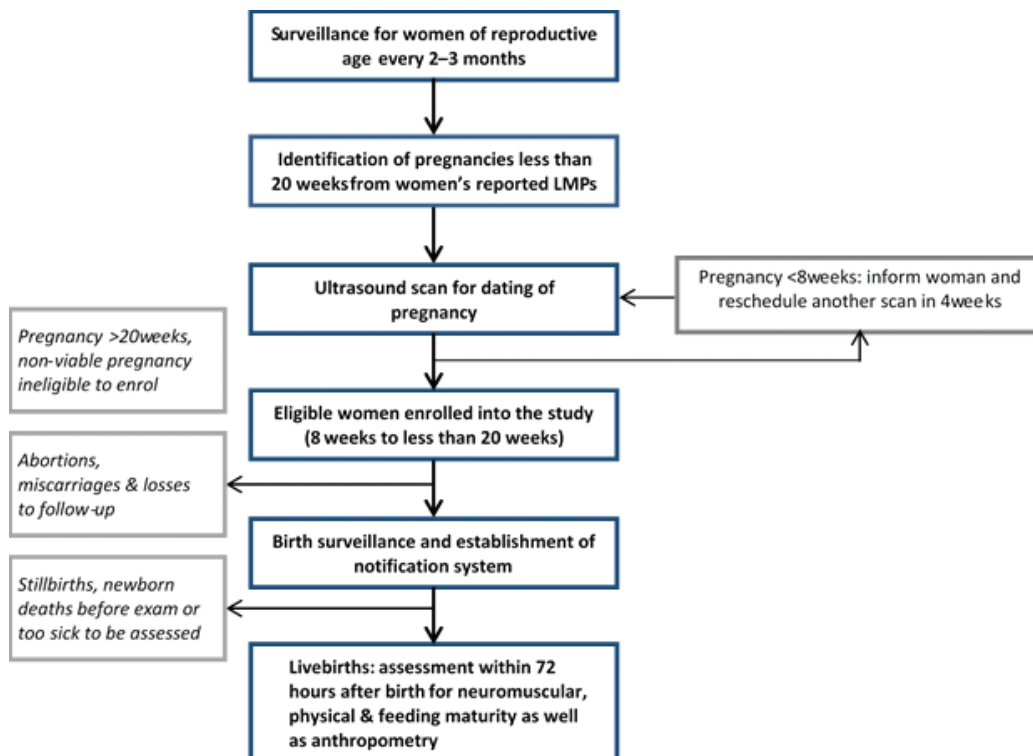 Surveillance for women of reproductive
age every 2–3 months
Identification of pregnancies less than
20 weeks from women's reported LMPs
Ultrasound scan for dating of
pregnancy
Pregnancy <8weeks: inform woman and
reschedule another scan in 4weeks
Pregnancy >20weeks,
non-viable pregnancy
ineligible to enrol
Eligible women enrolled into the study
(8 weeks to less than 20 weeks)
Abortions,
miscarriages & losses
to follow-up
Birth surveillance and establishment of
notification system
Stillbirths, newborn
deaths before exam or
too sick to be assessed
Livebirths: assessment within 72
hours after birth for neuromuscular,
physical & feeding maturity as well
as anthropometry